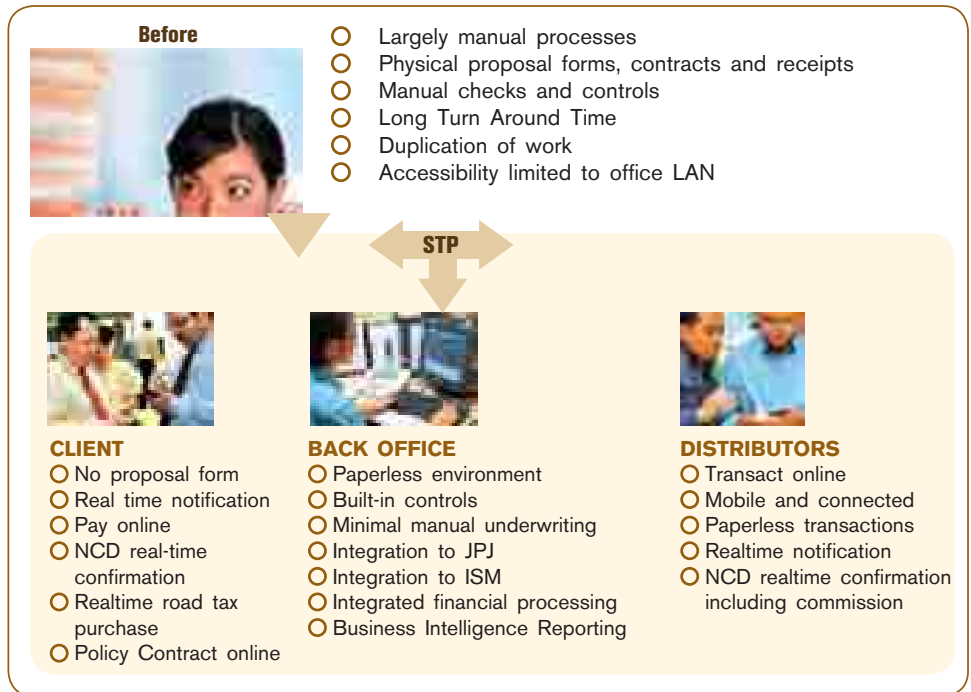 Before
Largely manual processes
Physical proposal forms, contracts and receipts
Manual checks and controls
Long Turn Around Time
Duplication of work
Accessibility limited to office LAN
STP
CLIENT
No proposal form
Real time notification
Pay online
NCD real-time
confirmation
Realtime road tax
purchase
Policy Contract online
BACK OFFICE
Paperless environment
Built-in controls
Minimal manual underwriting
Integration to JPJ
Integration to ISM
Integrated financial processing
Business Intelligence Reporting
DISTRIBUTORS
Transact online
Mobile and connected
Paperless transactions
Realtime notification
NCD realtime confirmation
including commission